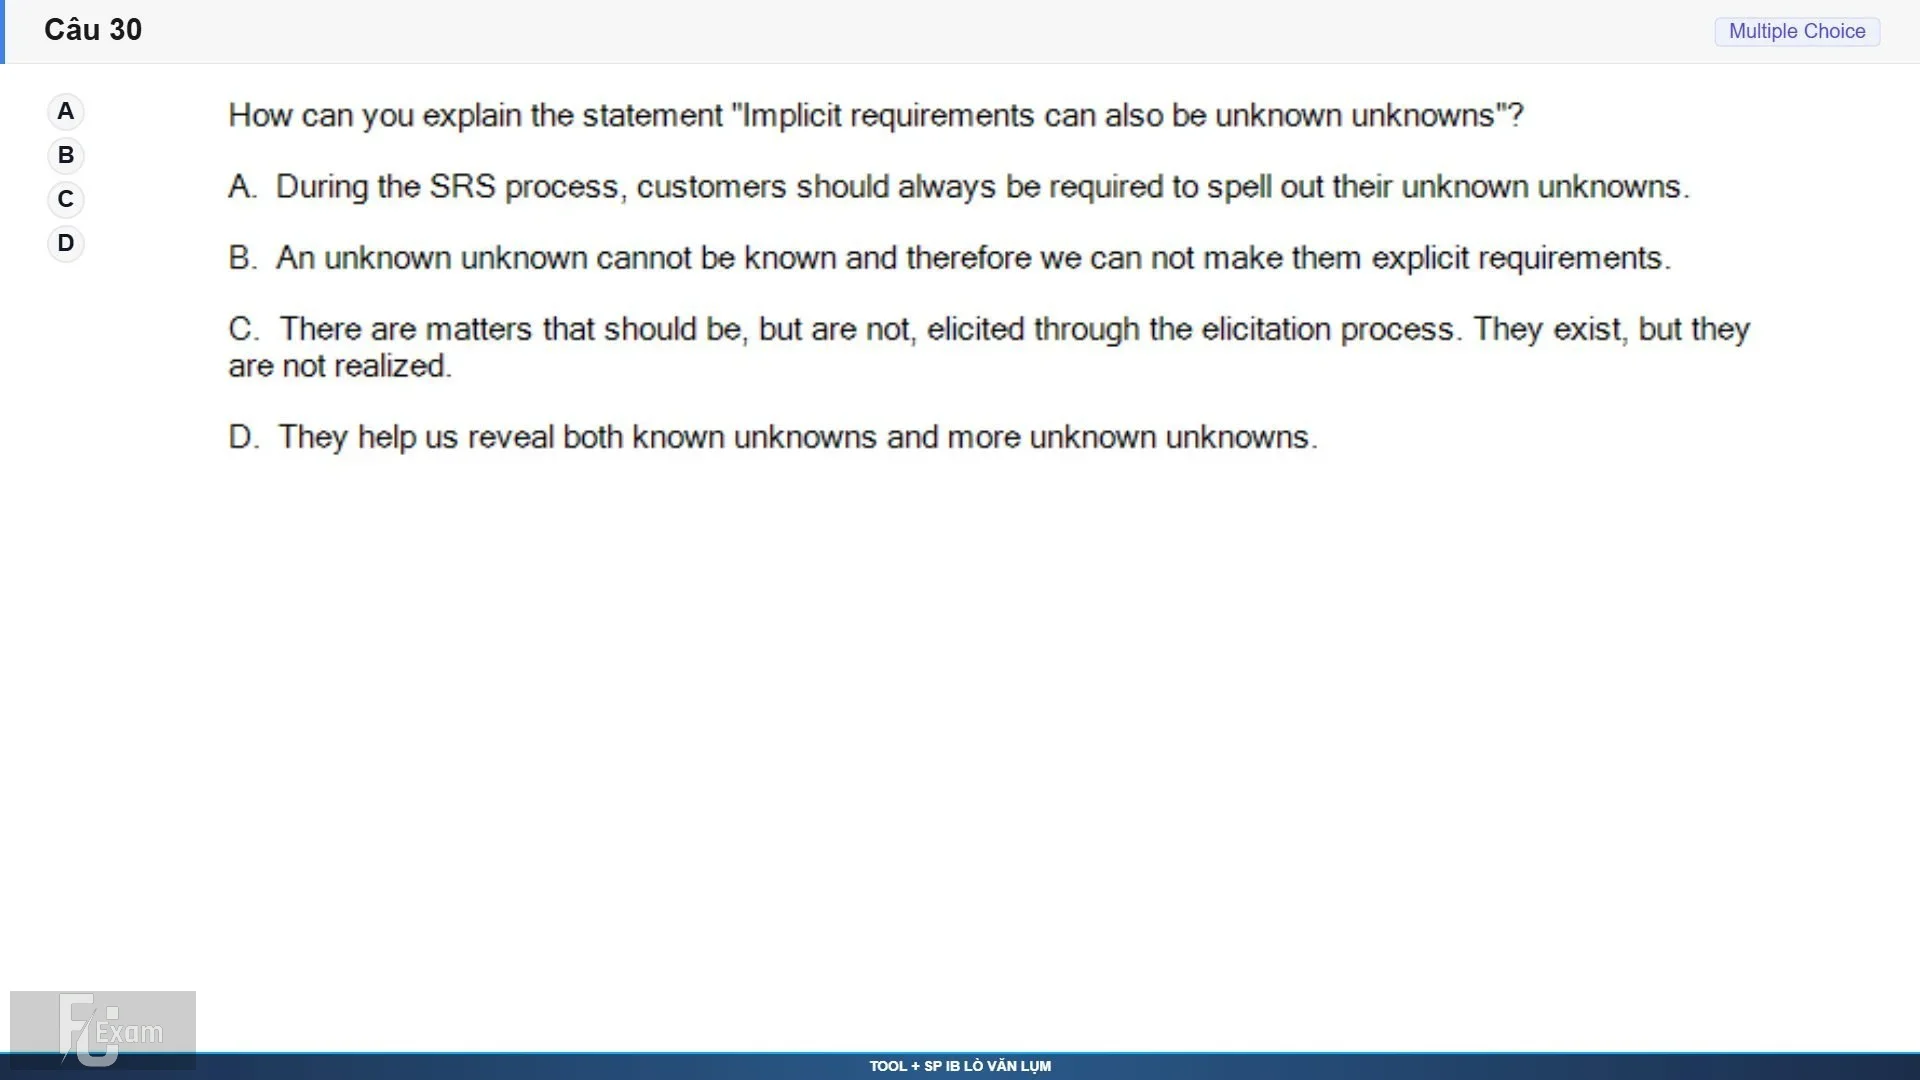 Câu 30
Multiple Choice
A
B
C
D
How can you explain the statement "Implicit requirements can also be unknown unknowns"?
A. During the SRS process, customers should always be required to spell out their unknown unknowns.
B. An unknown unknown cannot be known and therefore we can not make them explicit requirements.
C. There are matters that should be, but are not, elicited through the elicitation process. They exist, but they
are not realized.
D. They help us reveal both known unknowns and more unknown unknowns.
FU Exam
TOOL + SP IB LÒ VĂN LỤM